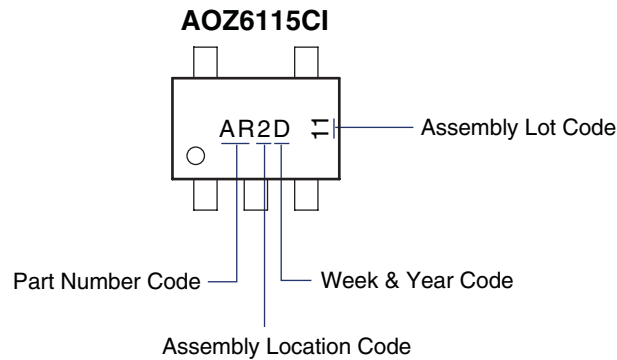 AOZ6115CI
AR2D 11
Assembly Lot Code
Part Number Code
Week & Year Code
Assembly Location Code